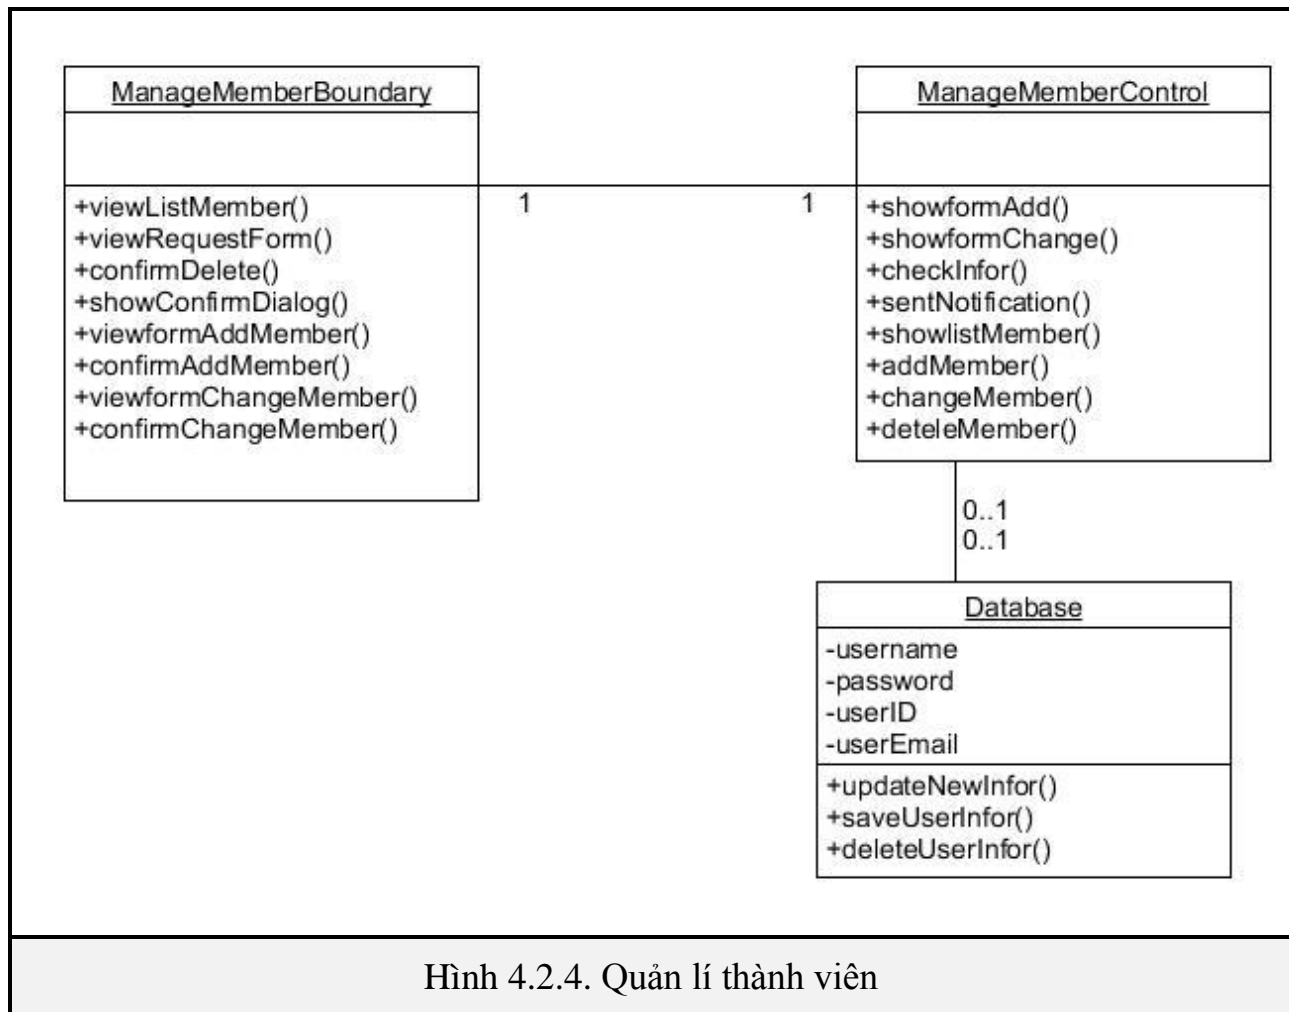 ManageMemberBoundary
+viewListMember()
+viewRequestForm()
+confirmDelete()
+showConfirmDialog()
+viewformAddMember()
+confirmAddMember()
+viewformChangeMember()
+confirmChangeMember()
1
1
ManageMemberControl
+showformAdd()
+showformChange()
+checkInfor()
+sentNotification()
+showlistMember()
+addMember()
+changeMember()
+deteleMember()
0..1
0..1
Database
-username
-password
-userID
-userEmail
+updateNewInfor()
+saveUserInfor()
+deleteUserInfor()
Hình 4.2.4. Quản lí thành viên